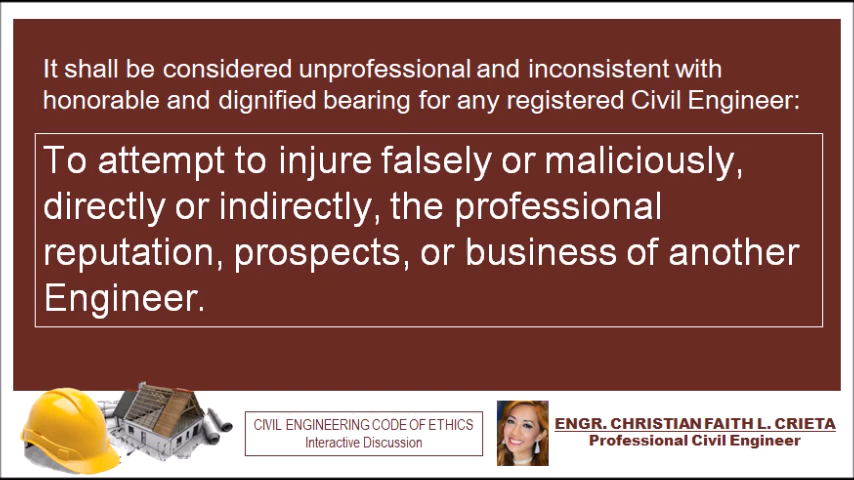 It shall be considered unprofessional and inconsistent with
honorable and dignified bearing for any registered Civil Engineer:
To attempt to injure falsely or maliciously,
directly or indirectly, the professional
reputation, prospects, or business of another
Engineer.
CIVIL ENGINEERING CODE OF ETHICS
Interactive Discussion
ENGR. CHRISTIAN FAITH L. CRIETA
Professional Civil Engineer